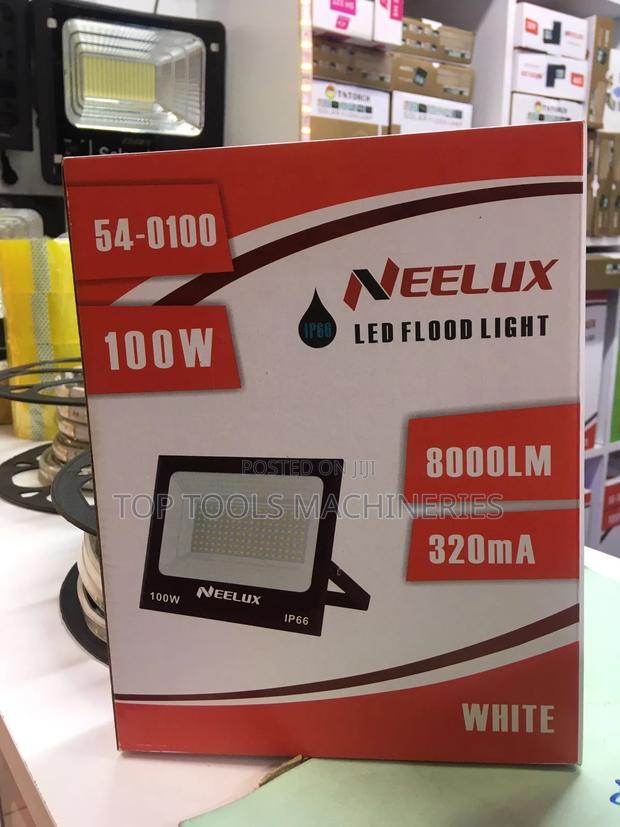 54-0100
100W
IP66
NEELUX
LED FLOOD LIGHT
8000LM
320mA
POSTED ON JIJI
TOP TOOLS MACHINERIES
100W NEELUX IP66
WHITE
T&TORCH